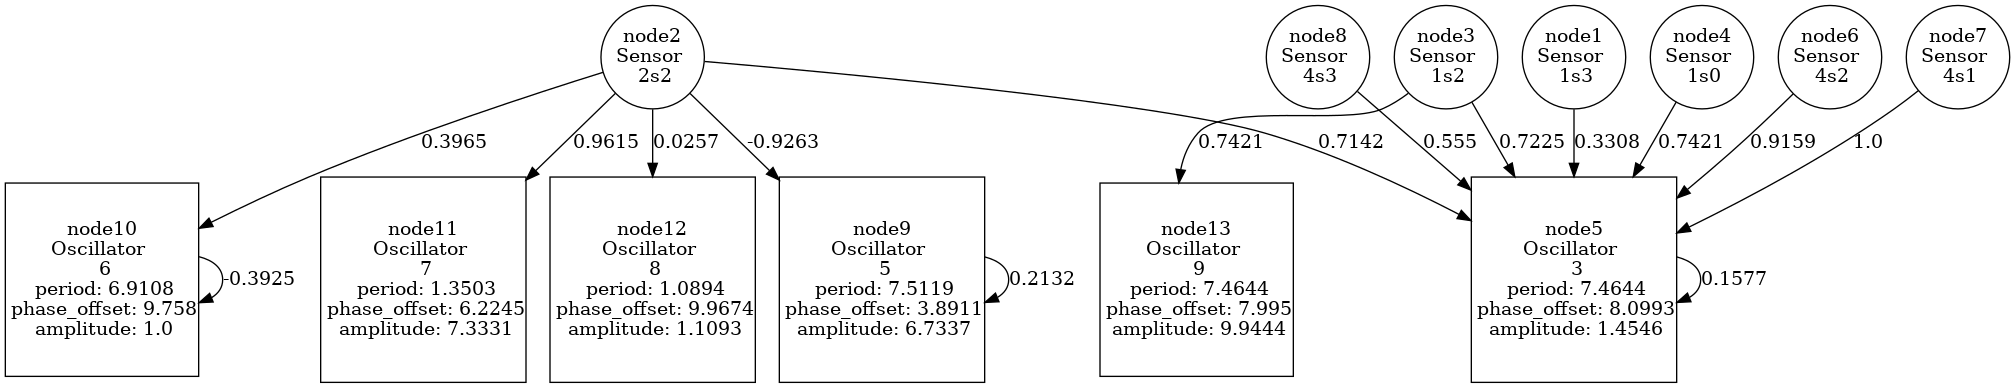 node2
Sensor
2s2
node8
Sensor
4s3
node3
Sensor
1s2
node1
Sensor
1s3
node4
Sensor
1s0
node6
Sensor
4s2
node7
Sensor
4s1
0.3965
0.9615
0.0257
-0.9263
0.7421
0.7142
0.555
0.7225
0.3308
0.7421
0.9159
1.0
node10
Oscillator
6
period: 6.9108
phase_offset: 9.758
amplitude: 1.0
-0.3925
node11
Oscillator
7
period: 1.3503
phase_offset: 6.2245
amplitude: 7.3331
node12
Oscillator
8
period: 1.0894
phase_offset: 9.9674
amplitude: 1.1093
node9
Oscillator
5
period: 7.5119
phase_offset: 3.8911
amplitude: 6.7337
0.2132
node13
Oscillator
9
period: 7.4644
phase_offset: 7.995
amplitude: 9.9444
node5
Oscillator
3
period: 7.4644
phase_offset: 8.0993
amplitude: 1.4546
0.1577